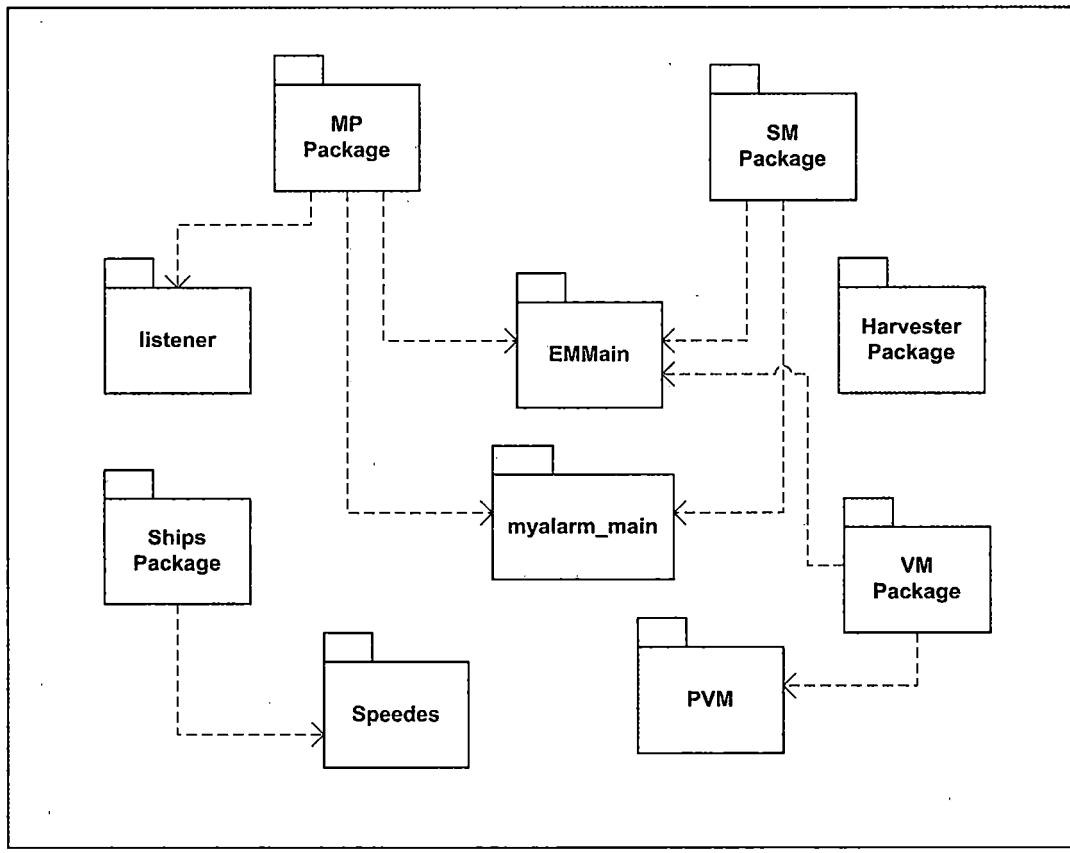 MP
Package
SM
Package
listener
EMMain
Harvester
Package
Ships
Package
myalarm_main
VM
Package
Speedes
PVM